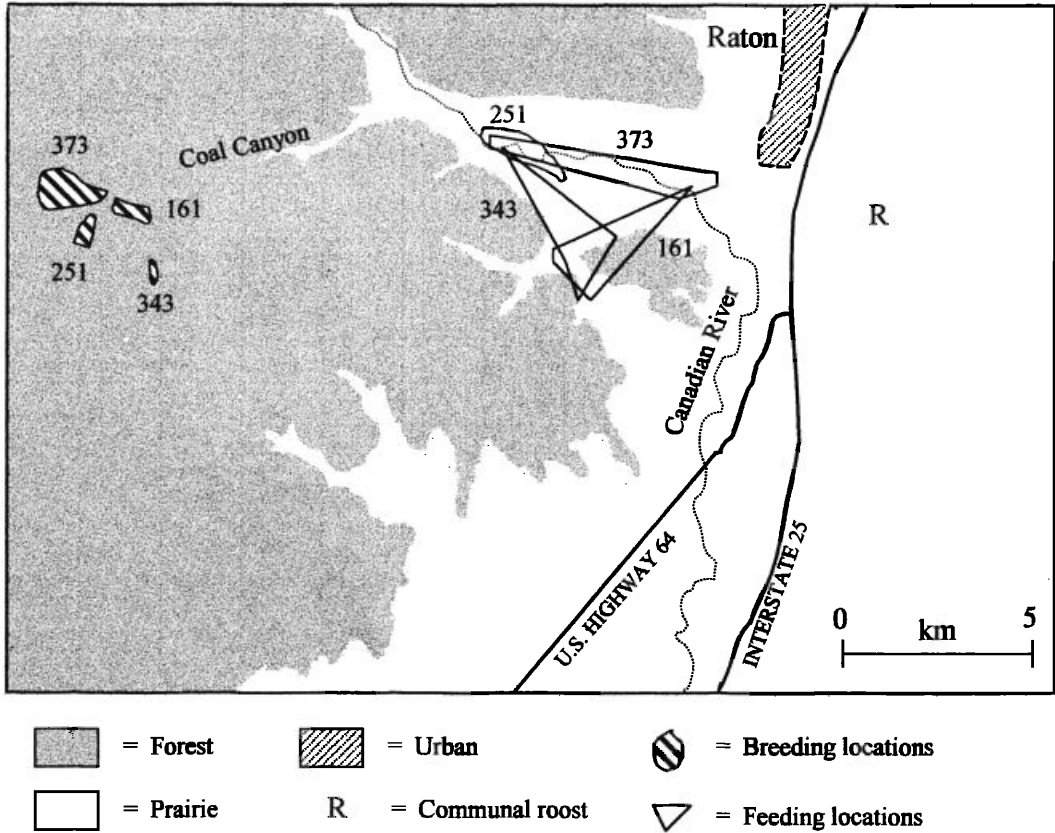 Raton
251
373
373
Coal Canyon
161
343
R
161
251
343
Canadian River
U.S. HIGHWAY 64
INTERSTATE 25
0 5
km
= Forest
= Urban
= Breeding locations
= Prairie
R = Communal roost
= Feeding locations